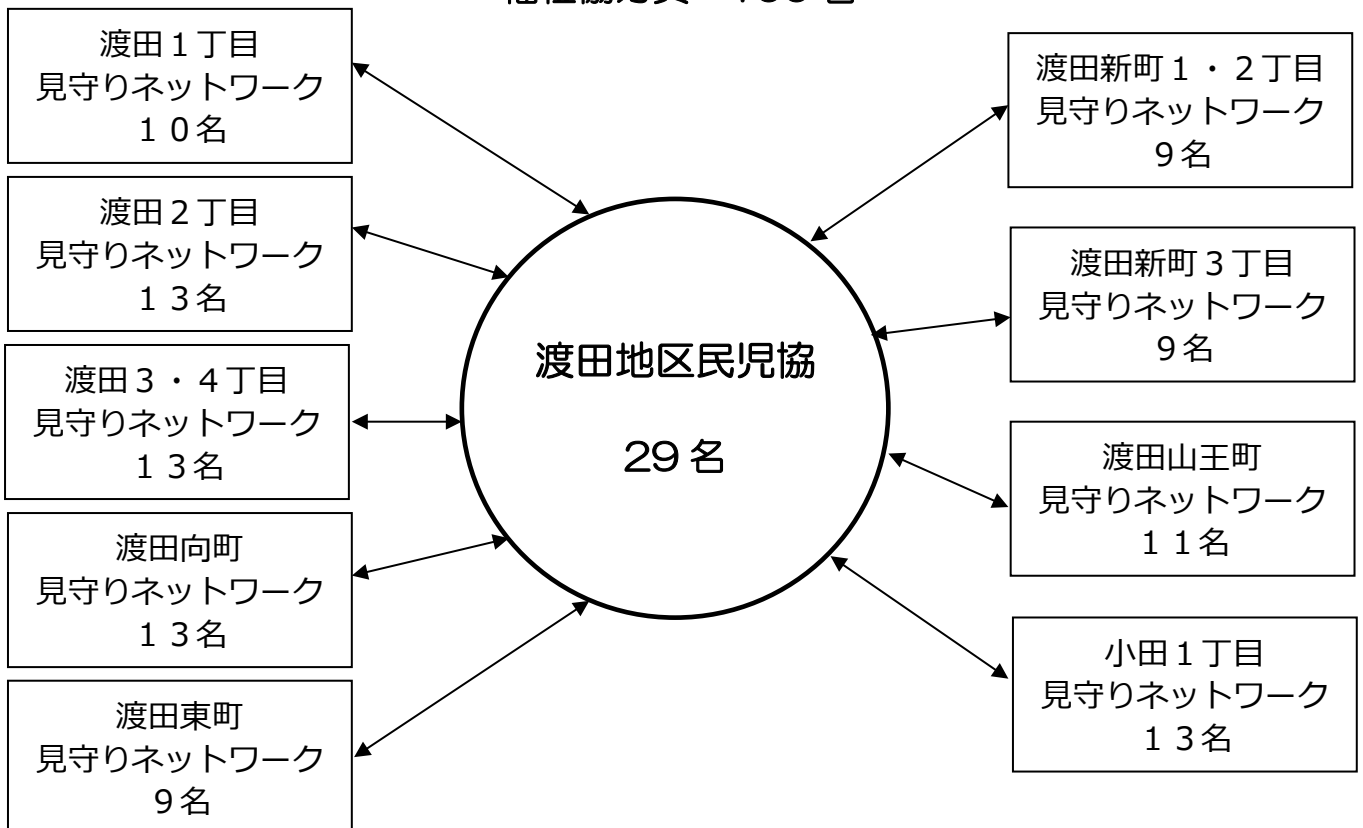 福祉協力員 名
渡田１丁目
見守りネットワーク
１０名
渡田２丁目
見守りネットワーク
１３名
渡田３・４丁目
見守りネットワーク
１３名
渡田向町
見守りネットワーク
１３名
渡田東町
見守りネットワーク
９名
渡田地区民児協
29名
渡田新町１・２丁目
見守りネットワーク
９名
渡田新町３丁目
見守りネットワーク
９名
渡田山王町
見守りネットワーク
１１名
小田１丁目
見守りネットワーク
１３名